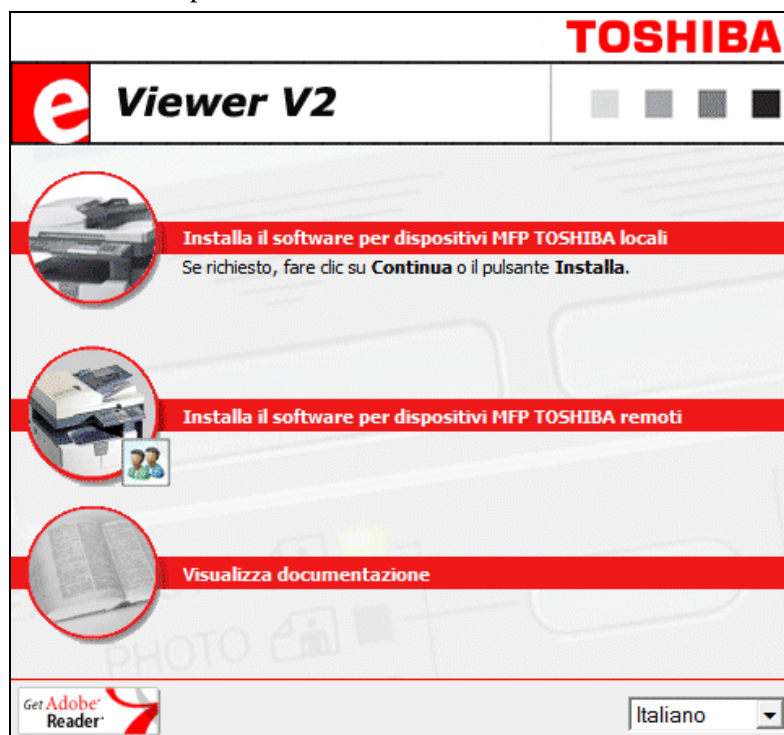 TOSHIBA
e Viewer V2
Installa il software per dispositivi MFP TOSHIBA locali
Se richiesto, fare clic su Continua o il pulsante Installa.
Installa il software per dispositivi MFP TOSHIBA remoti
Visualizza documentazione
PHOTO
Get Adobe
Reader
Italiano